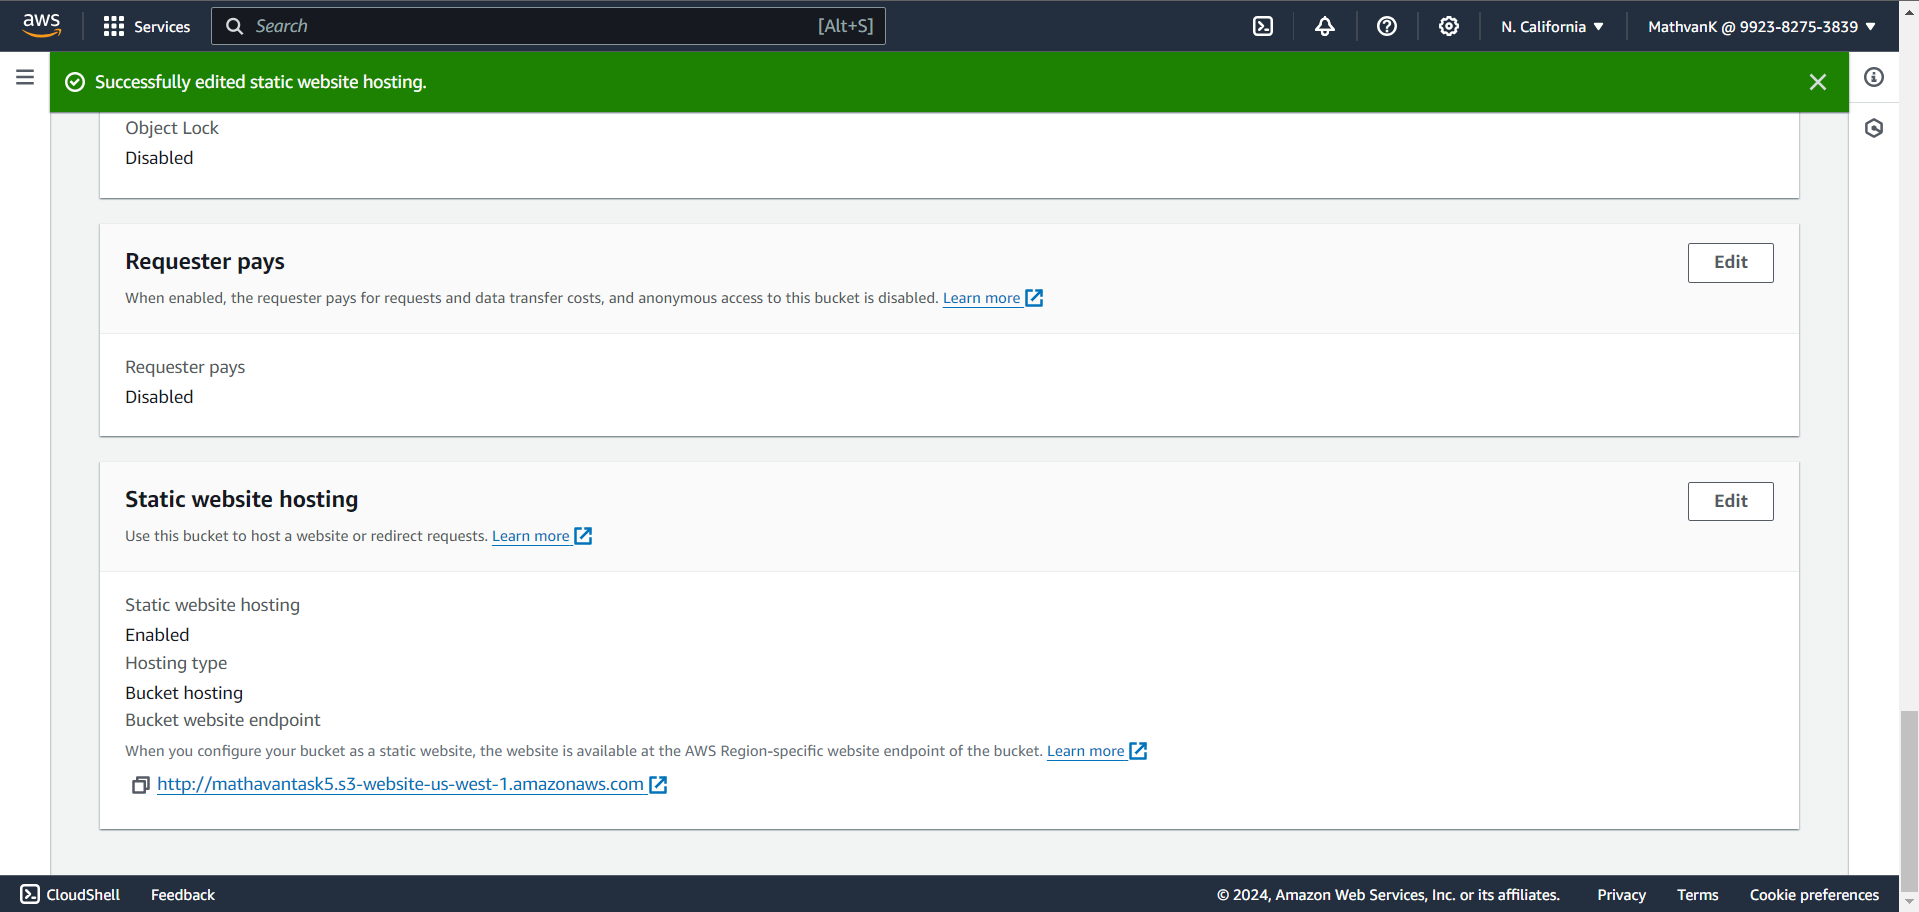 aws
Services
Search
[Alt+S]
N. California
MathvanK @ 9923-8275-3839
Successfully edited static website hosting.
Object Lock
Disabled
Requester pays
Edit
When enabled, the requester pays for requests and data transfer costs, and anonymous access to this bucket is disabled. Learn more
Requester pays
Disabled
Static website hosting
Edit
Use this bucket to host a website or redirect requests. Learn more
Static website hosting
Enabled
Hosting type
Bucket hosting
Bucket website endpoint
When you configure your bucket as a static website, the website is available at the AWS Region-specific website endpoint of the bucket. Learn more
http://mathavantask5.s3-website-us-west-1.amazonaws.com
CloudShell
Feedback
© 2024, Amazon Web Services, Inc. or its affiliates.
Privacy
Terms
Cookie preferences